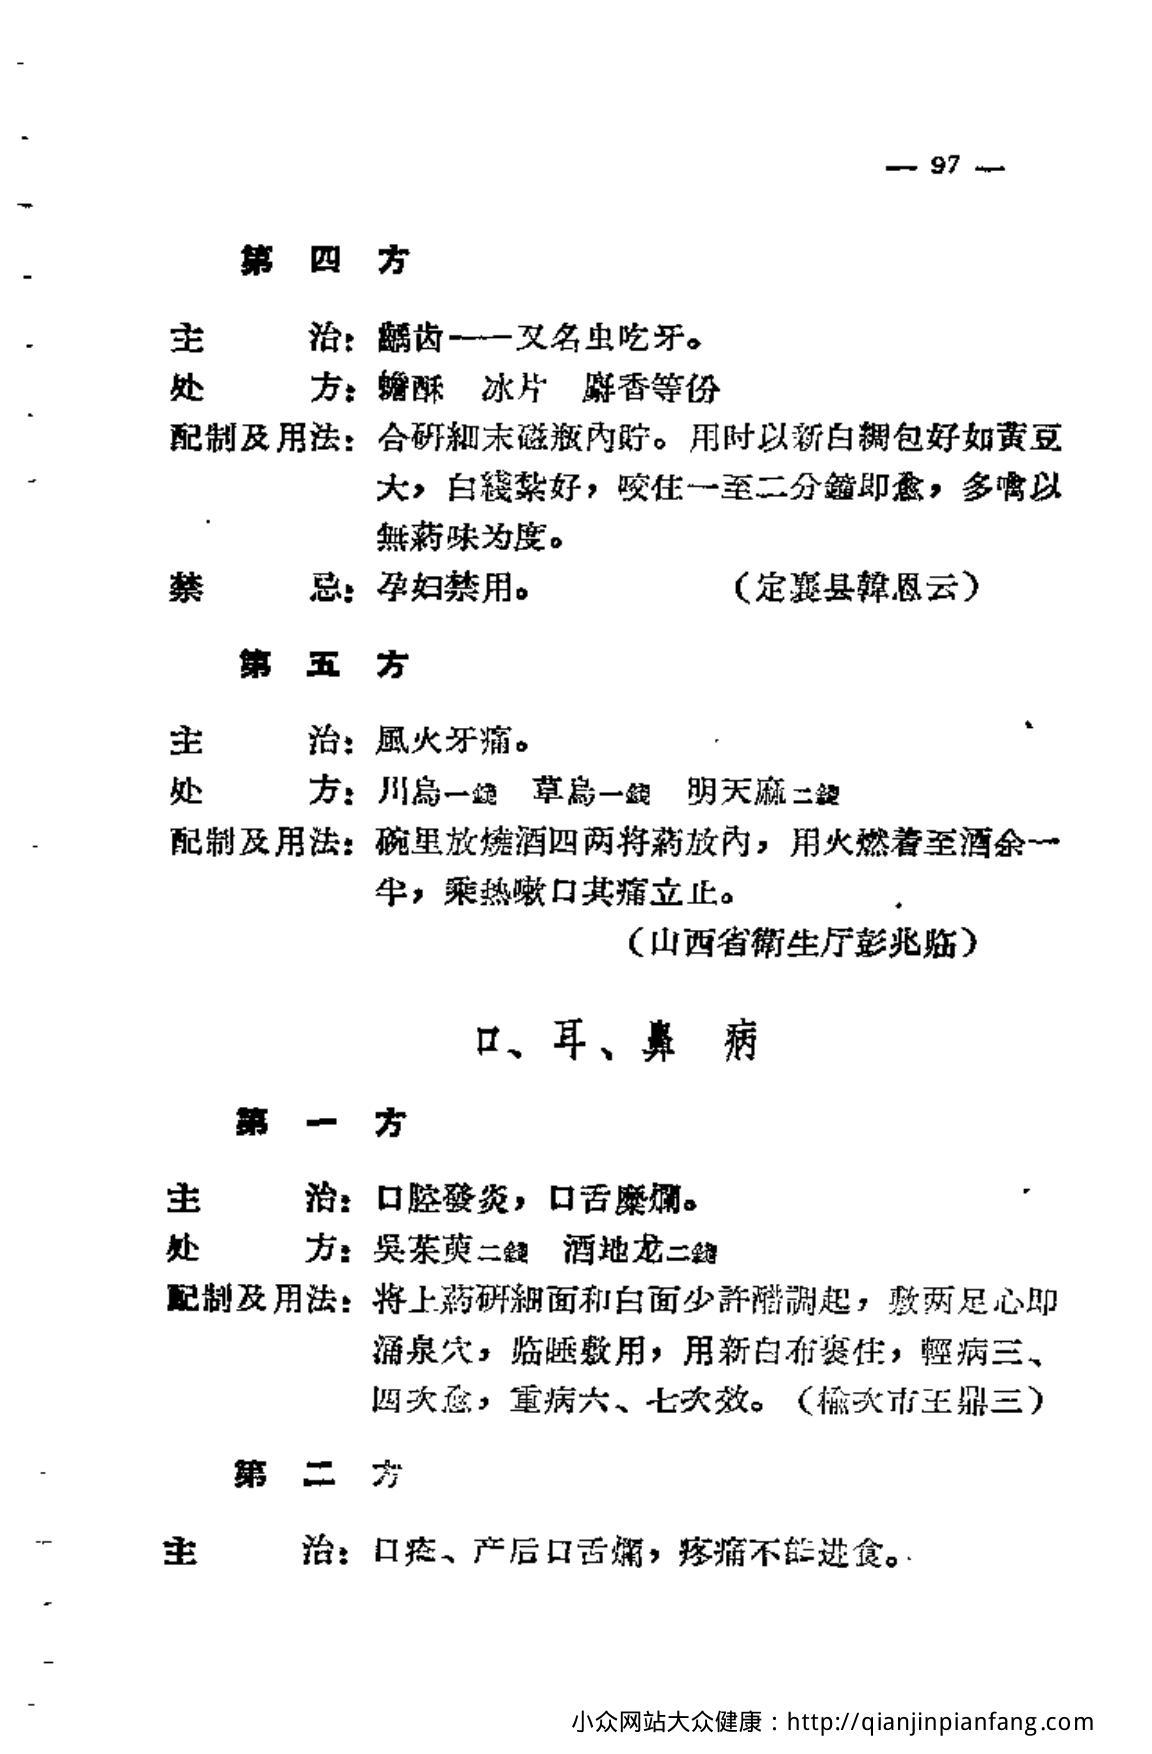 — 97 —
第四方
主治：齲齿——又名虫吃牙。
处方：蟾酥 冰片 麝香等份
配制及用法：合研細末磁瓶內貯。用时以新白綢包好如黃豆
大，白綫紮好，咬住一至二分鐘即愈，多噙以
無葯味为度。
禁忌：孕妇禁用。（定襄县韓恩云）
第五方
主治：風火牙痛。
处方：川烏一錢 草烏一錢 明天麻二錢
配制及用法：碗里放燒酒四两将葯放內，用火燃着至酒余一
半，乘热嗽口其痛立止。
（山西省衛生厅彭兆临）
口、耳、鼻病
第一方
主治：口腔發炎，口舌糜爛。
处方：吳茱萸二錢 酒地龙二錢
配制及用法：将上葯研細面和白面少許醋調起，敷两足心即
涌泉穴，临睡敷用，用新白布裹住，輕病三、
四次愈，重病六、七次效。（榆次市王鼎三）
第二方
主治：口疮、产后口舌爛，疼痛不能进食。
小众网站大众健康：http://qianjinpianfang.com